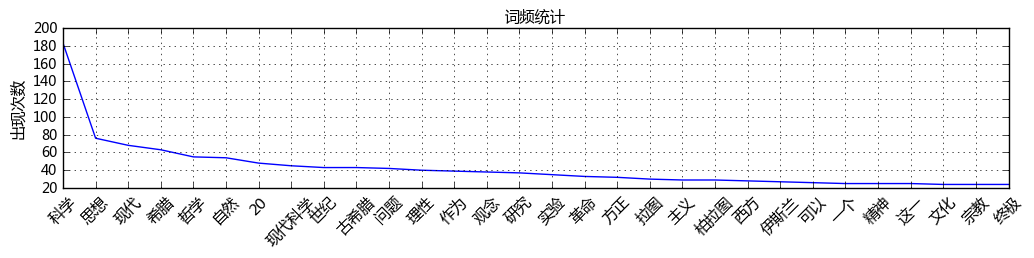 词频统计
出现次数
200
180
160
140
120
100
80
60
40
20
科学
思想
现代
希腊
哲学
自然
20
现代科学
世纪
古希腊
问题
理性
作为
观念
研究
实验
革命
方正
拉图
主义
柏拉图
西方
伊斯兰
可以
一个
精神
这一
文化
宗教
终极